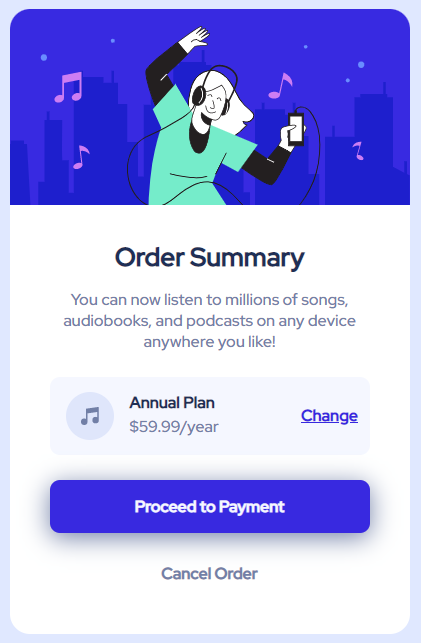 Order Summary
You can now listen to millions of songs,
audiobooks, and podcasts on any device
anywhere you like!
Annual Plan
$59.99/year
Change
Proceed to Payment
Cancel Order